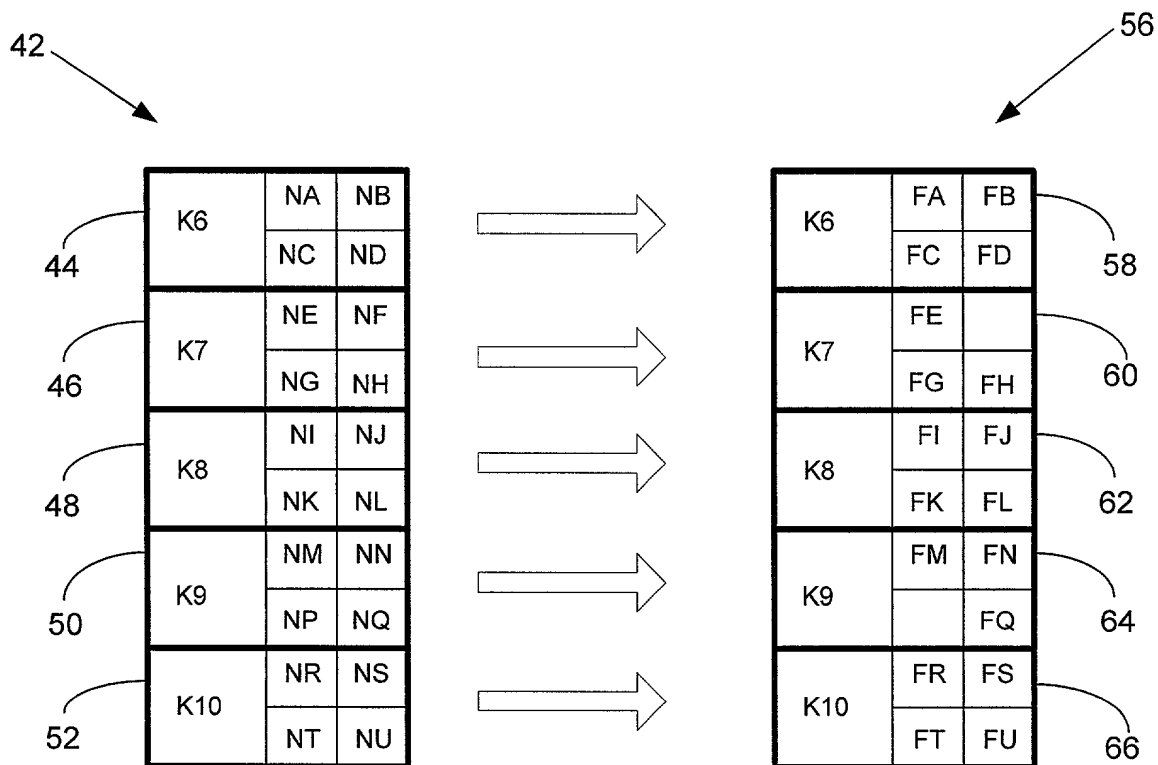 42
56
K6 NA NB
NC ND
44
K7 NE NF
NG NH
46
K8 NI NJ
NK NL
48
K9 NM NN
NP NQ
50
K10 NR NS
NT NU
52
K6 FA FB
FC FD
58
K7 FE
FG FH
60
K8 FI FJ
FK FL
62
K9 FM FN
FQ
64
K10 FR FS
FT FU
66